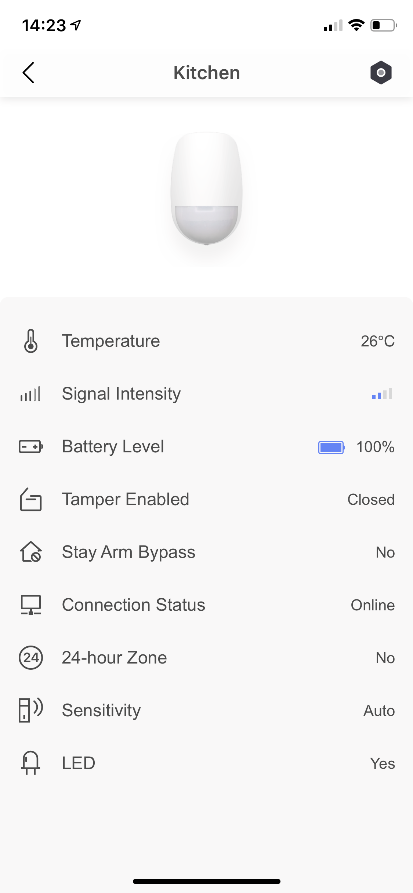 14:23
Kitchen
Temperature 26°C
Signal Intensity
Battery Level 100%
Tamper Enabled Closed
Stay Arm Bypass No
Connection Status Online
24 24-hour Zone No
Sensitivity Auto
LED Yes